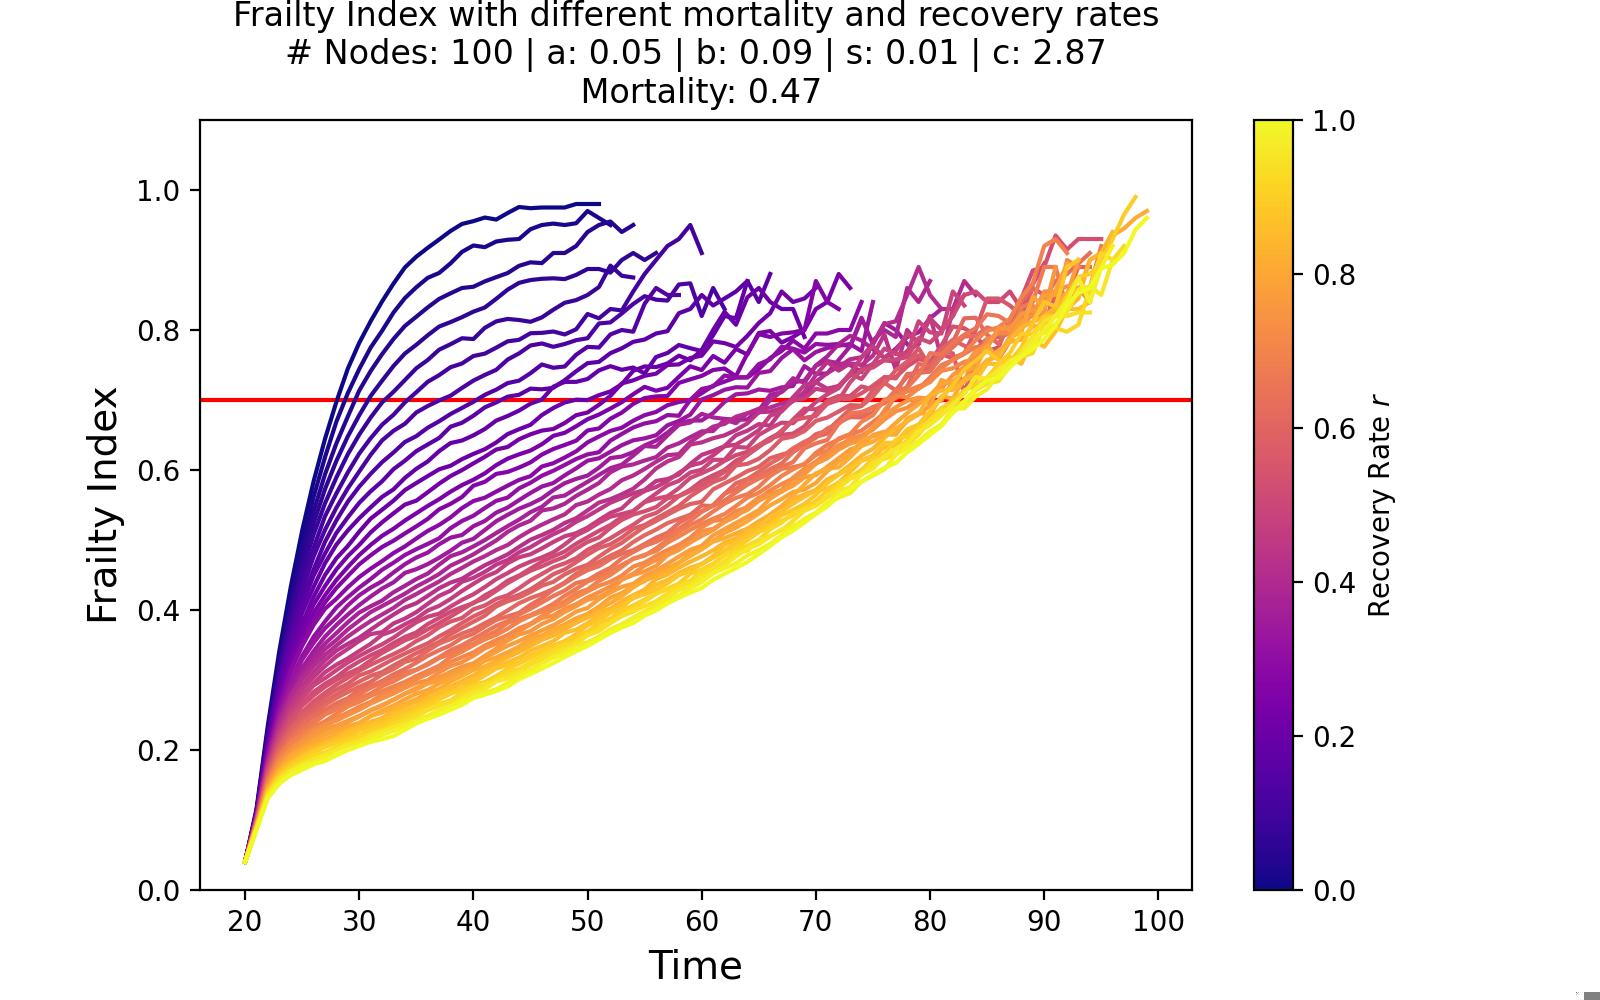 Frailty Index with different mortality and recovery rates
# Nodes: 100 | a: 0.05 | b: 0.09 | s: 0.01 | c: 2.87
Mortality: 0.47
Frailty Index
1.0
0.8
0.6
0.4
0.2
0.0
20 30 40 50 60 70 80 90 100
Time
1.0
0.8
0.6
0.4
0.2
0.0
Recovery Rate r